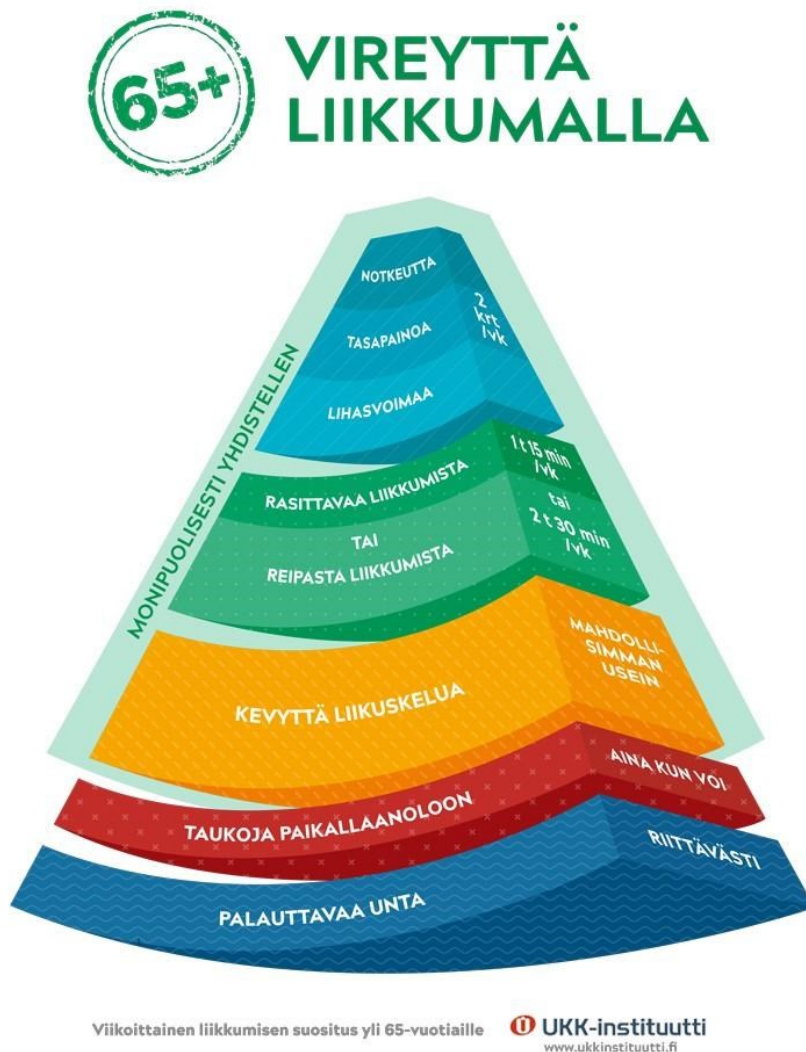 65+
VIREYTTÄ
LIIKKUMALLA
MONIPUOLISESTI YHDISTELLEN
NOTKEUTTA
TASAPAINOA
LIHASVOIMAA
2
krt
/vk
RASITTAVAA LIIKKUMISTA
1 t 15 min
/vk
TAI
REIPASTA LIIKKUMISTA
tai
2 t 30 min
/vk
KEVYTTÄ LIIKUSKELUA
MAHDOLLI-
SIMMAN
USEIN
TAUKOJA PAIKALLAANOLOON
AINA KUN VOI
PALAUTTAVAA UNTA
RIITTÄVÄSTI
Viikoittainen liikkumisen suositus yli 65-vuotiaille
UKK-instituutti
www.ukkinstituutti.fi